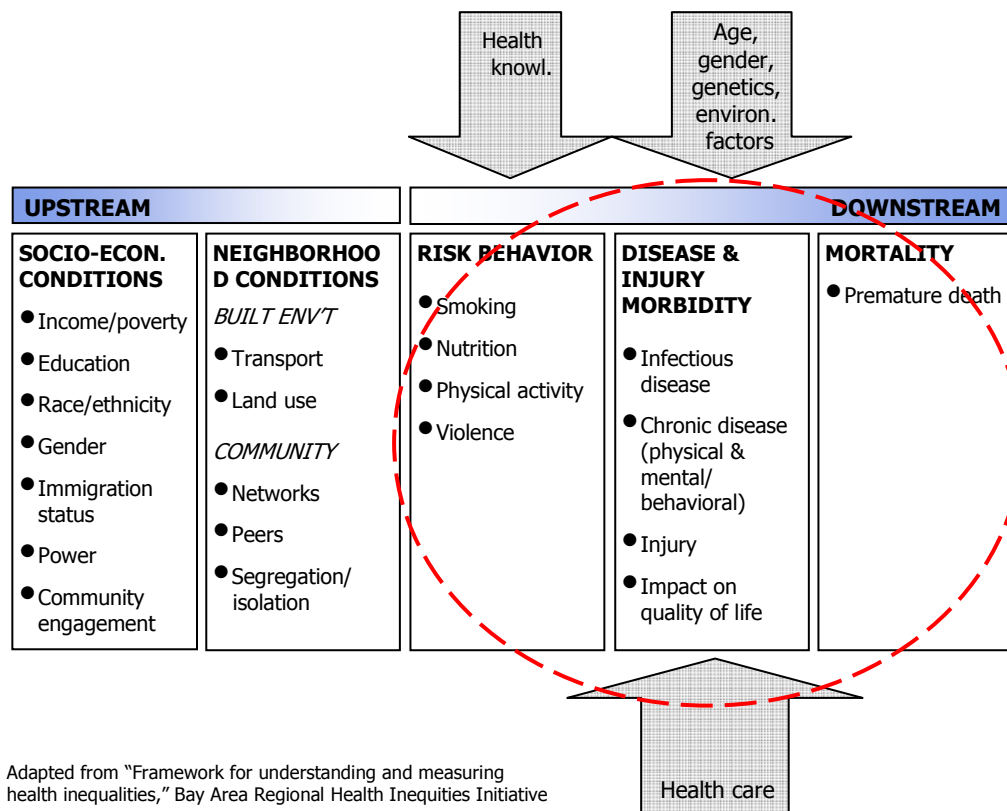 Health
knowl.
Age,
gender,
genetics,
environ.
factors
UPSTREAM
DOWNSTREAM
SOCIO-ECON.
CONDITIONS
● Income/poverty
● Education
● Race/ethnicity
● Gender
● Immigration
status
● Power
● Community
engagement
NEIGHBORHOO
D CONDITIONS
BUILT ENV'T
● Transport
● Land use
COMMUNITY
● Networks
● Peers
● Segregation/
isolation
RISK BEHAVIOR
● Smoking
● Nutrition
● Physical activity
● Violence
DISEASE &
INJURY
MORBIDITY
● Infectious
disease
● Chronic disease
(physical &
mental/
behavioral)
● Injury
● Impact on
quality of life
MORTALITY
● Premature death
Health care
Adapted from “Framework for understanding and measuring
health inequalities,” Bay Area Regional Health Inequities Initiative